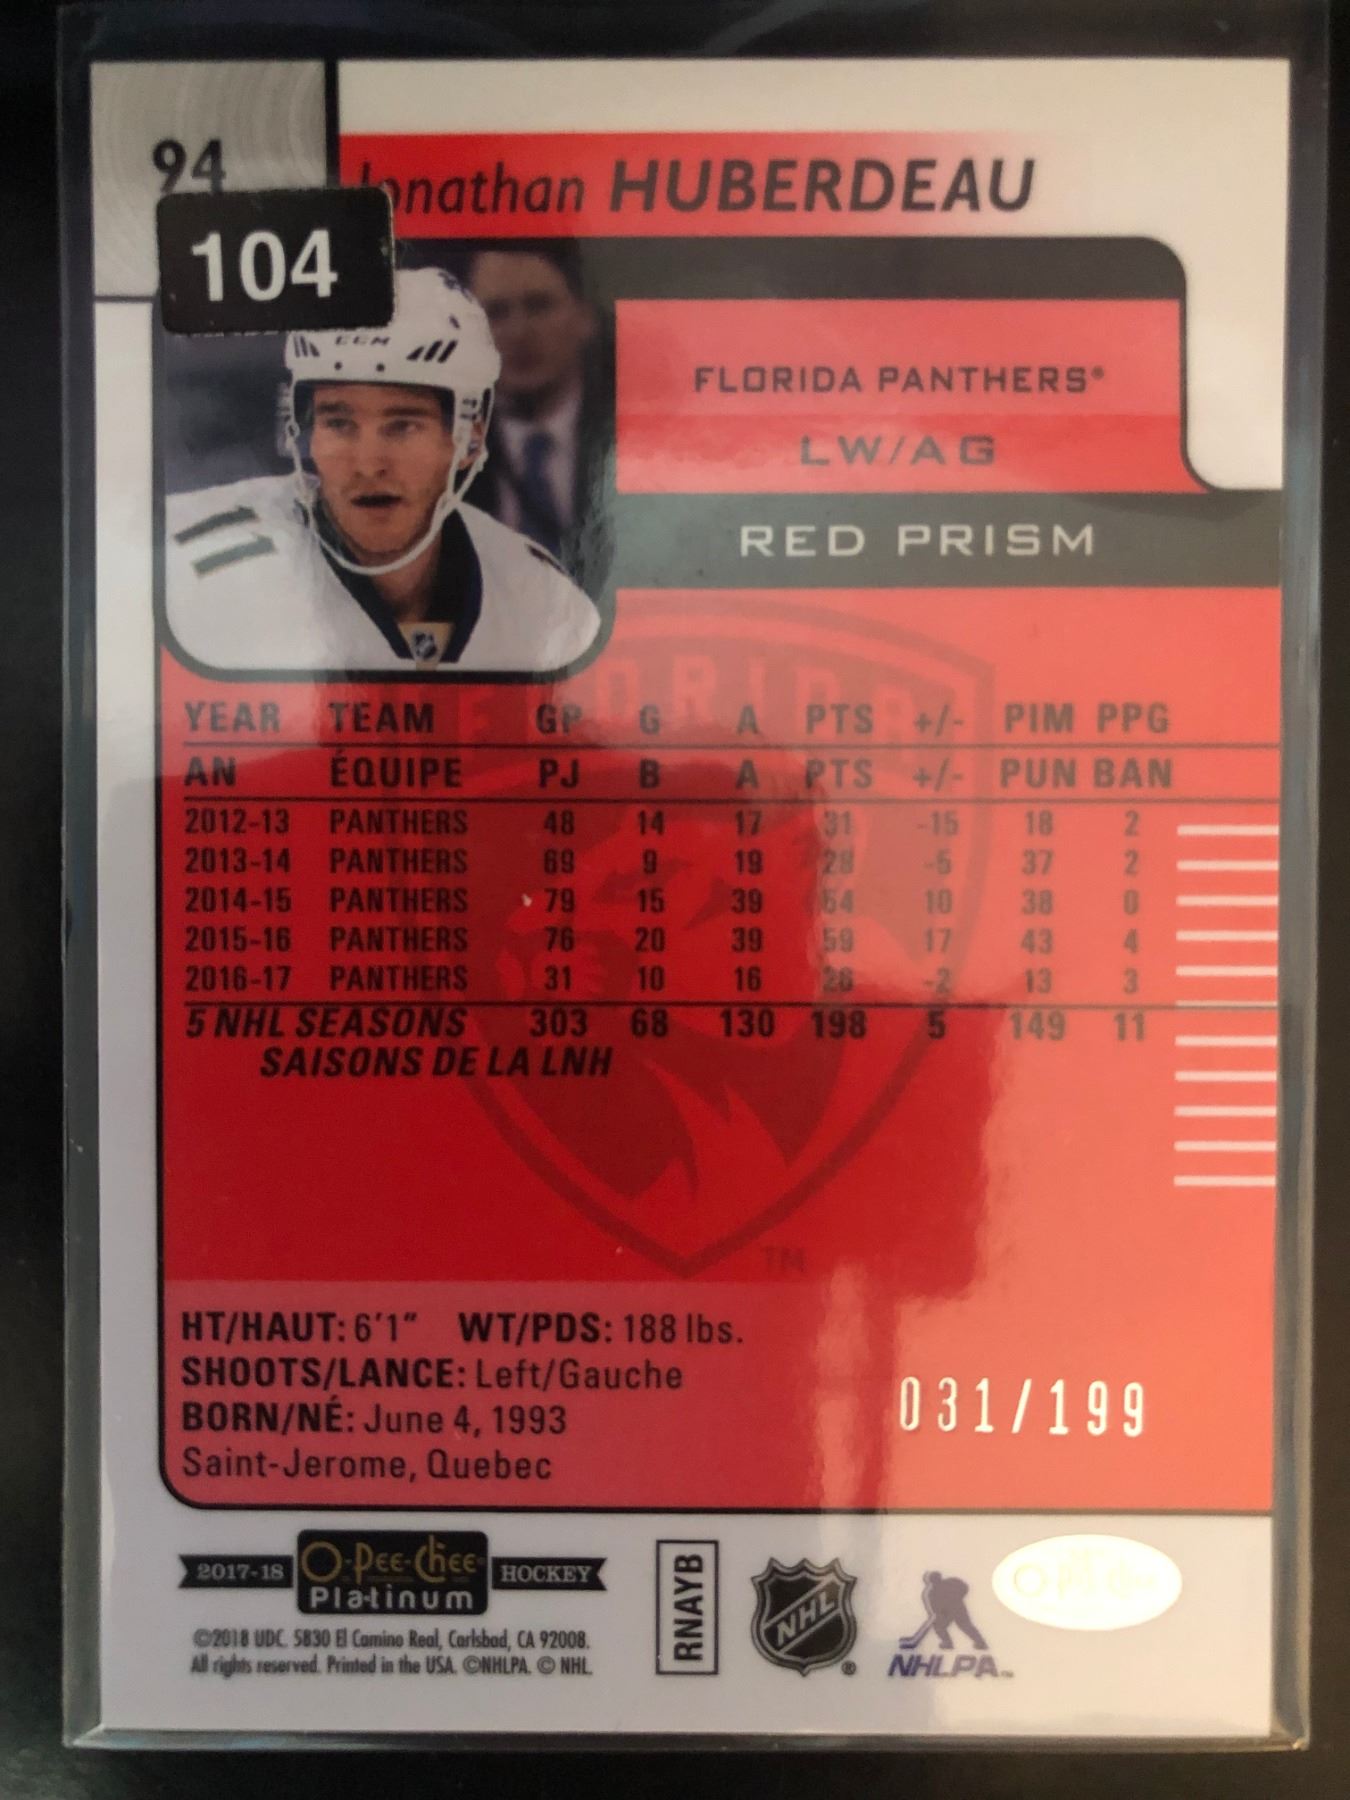 94
104
Jonathan HUBERDEAU
CCM
11
FLORIDA PANTHERS®
LW/AG
RED PRISM
FLORIDA
YEAR TEAM GP G A PTS +/- PIM PPG
AN ÉQUIPE PJ B A PTS +/- PUN BAN
2012-13 PANTHERS 48 14 17 31 -15 18 2
2013-14 PANTHERS 69 9 19 28 -5 37 2
2014-15 PANTHERS 79 15 39 54 10 38 0
2015-16 PANTHERS 76 20 39 59 17 43 4
2016-17 PANTHERS 31 10 16 26 -2 13 3
5 NHL SEASONS 303 68 130 198 5 149 11
SAISONS DE LA LNH
TM
HT/HAUT: 6'1" WT/PDS: 188 lbs.
SHOOTS/LANCE: Left/Gauche
BORN/NÉ: June 4, 1993
Saint-Jerome, Quebec
031/199
2017-18 O-Pee-Chee Platinum HOCKEY
©2018 UDC. 5830 El Camino Real, Carlsbad, CA 92008.
All rights reserved. Printed in the USA. ©NHLPA. © NHL.
RNAYB
NHL®
NHLPA™
O-Pee-Chee